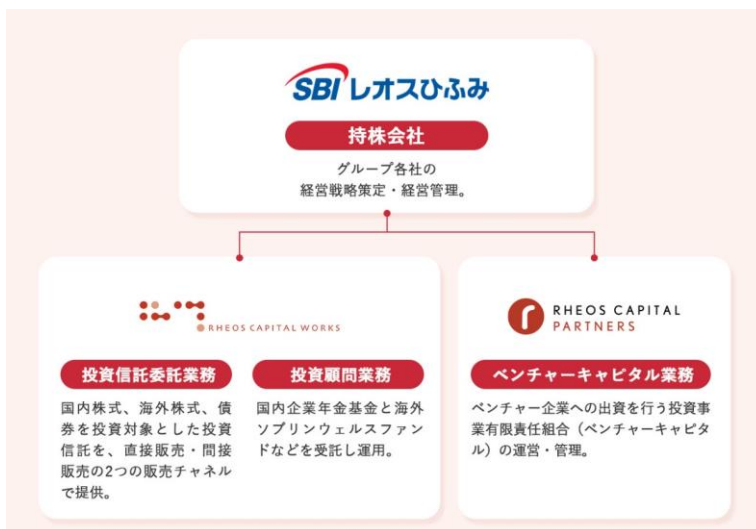 SBI レオスひふみ
持株会社
グループ各社の
経営戦略策定・経営管理。
RHEOS CAPITAL WORKS
投資信託委託業務
国内株式、海外株式、債
券を投資対象とした投資
信託を、直接販売・間接
販売の2つの販売チャネル
で提供。
投資顧問業務
国内企業年金基金と海外
ソブリンウェルスファン
ドなどを受託し運用。
r RHEOS CAPITAL
PARTNERS
ベンチャーキャピタル業務
ベンチャー企業への出資を行う投資事
業有限責任組合（ベンチャーキャピタ
ル）の運営・管理。